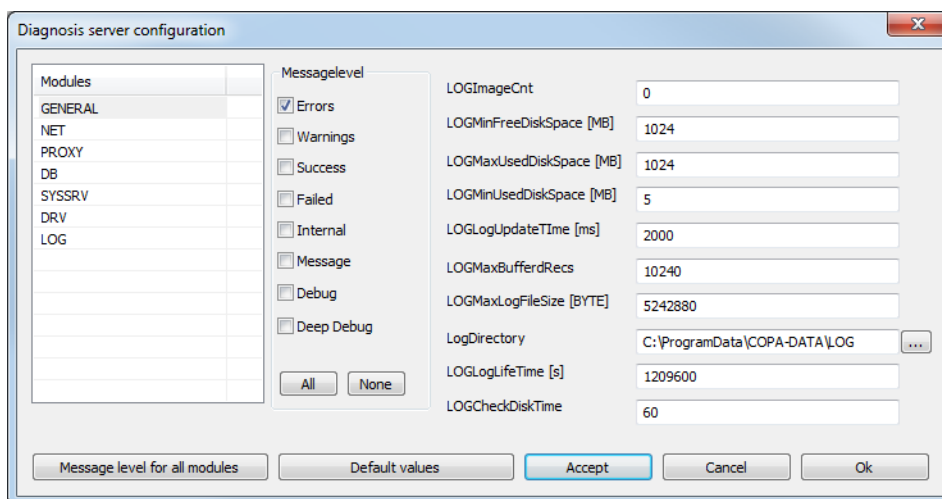 Diagnosis server configuration
Modules
GENERAL
NET
PROXY
DB
SYSSRV
DRV
LOG
Messagelevel
Errors
Warnings
Success
Failed
Internal
Message
Debug
Deep Debug
All None
LOGImageCnt 0
LOGMinFreeDiskSpace [MB] 1024
LOGMaxUsedDiskSpace [MB] 1024
LOGMinUsedDiskSpace [MB] 5
LOGLogUpdateTIme [ms] 2000
LOGMaxBufferdRecs 10240
LOGMaxLogFileSize [BYTE] 5242880
LogDirectory C:\ProgramData\COPA-DATA\LOG ...
LOGLogLifeTime [s] 1209600
LOGCheckDiskTime 60
Message level for all modules Default values Accept Cancel Ok